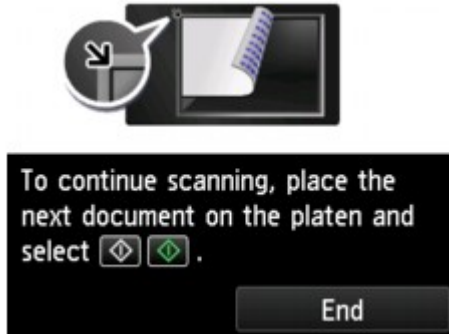 To continue scanning, place the
next document on the platen and
select .
End